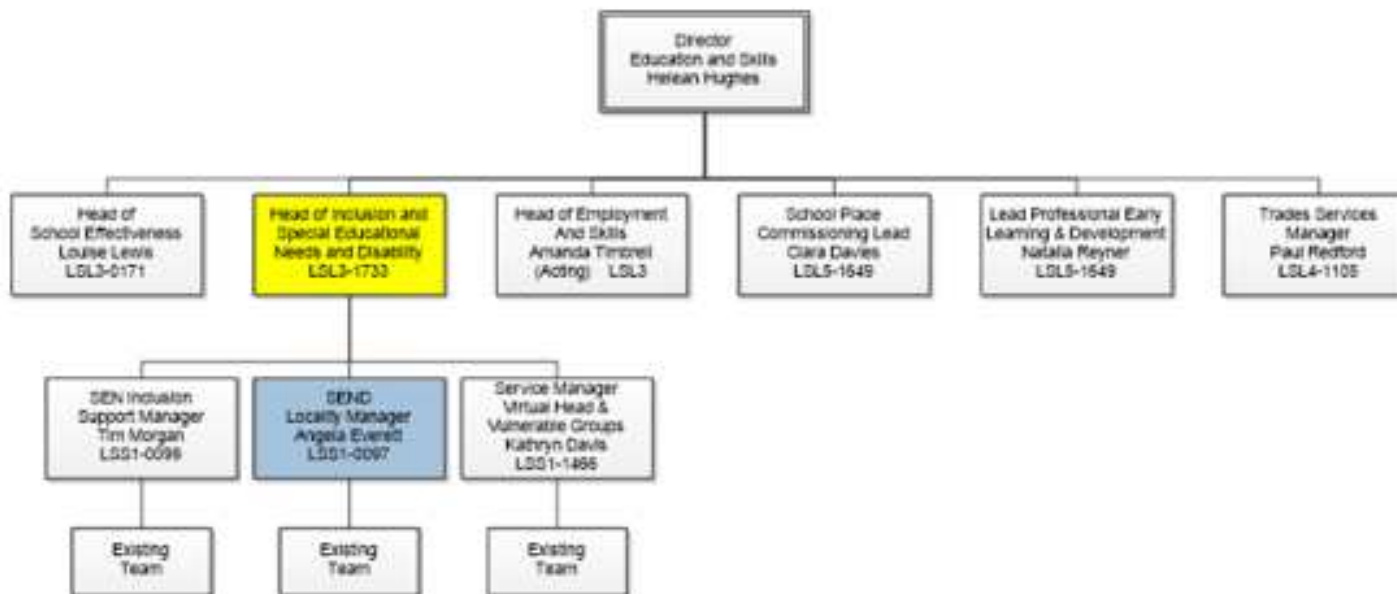 Director
Education and Skills
Helean Hughes
Head of
School Effectiveness
Louise Lewis
LSL3-0171
Head of Inclusion and
Special Educational
Needs and Disability
LSL3-1733
Head of Employment
And Skills
Amanda
(Acting) LSL3
School Place
Commissioning Lead
Clara Davies
LSL5-1649
Lead Professional Early
Learning & Development
Natalia Reyner
LSL5-1649
Trades Services
Manager
Paul Redford
LSL4-1105
SEN Inclusion
Support Manager
Tim Morgan
SEND
Locality Manager
Angela Everett
LSS1-0097
Service Manager
Virtual Head &
Vulnerable Groups
Kathryn Davis
LSS1-1466
Existing
Team
Existing
Team
Existing
Team